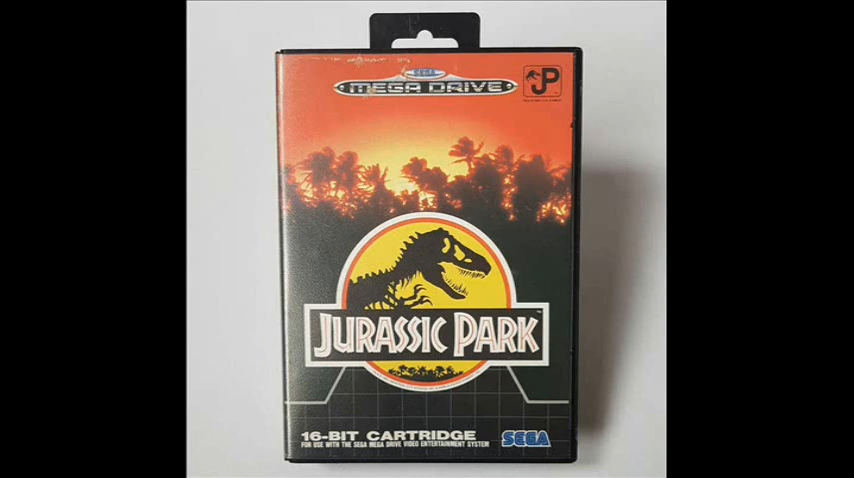 SEGA
MEGA DRIVE
JP
JURASSIC PARK
16-BIT CARTRIDGE
FOR USE WITH THE SEGA MEGA DRIVE VIDEO ENTERTAINMENT SYSTEM
SEGA